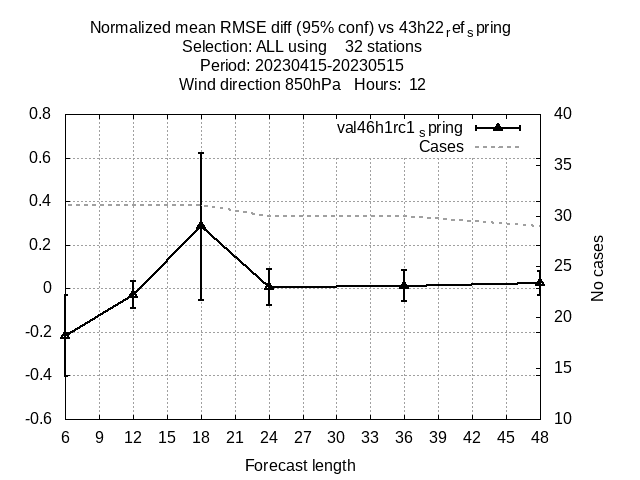 Normalized mean RMSE diff (95% conf) vs 43h22refspring
Selection: ALL using 32 stations
Period: 20230415-20230515
Wind direction 850hPa Hours: 12
val46h1rc1spring
Cases
0.8
0.6
0.4
0.2
0
-0.2
-0.4
-0.6
40
35
30
25
20
15
10
No cases
6 9 12 15 18 21 24 27 30 33 36 39 42 45 48
Forecast length